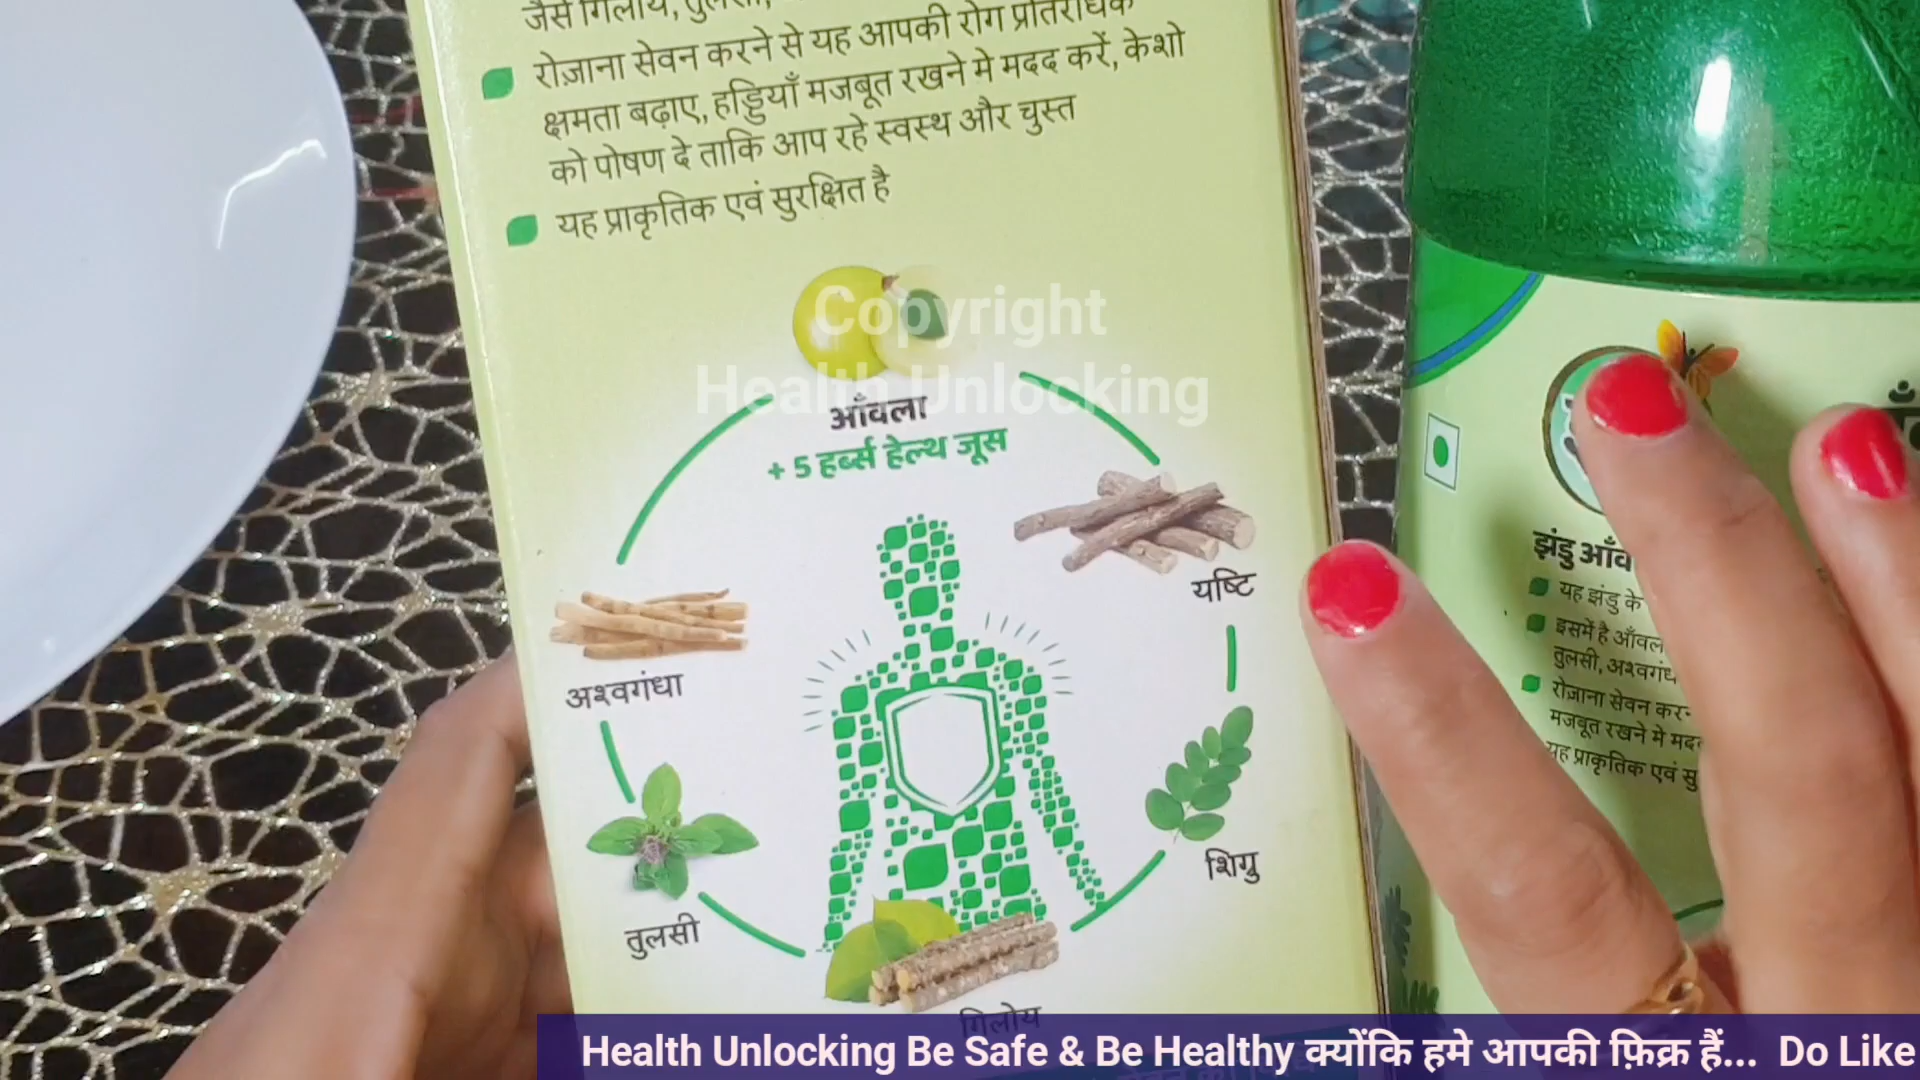 जैसे गिलोय, तुलसी,
रोज़ाना सेवन करने से यह आपकी रोग प्रतिरोधक
क्षमता बढ़ाए, हड्डियाँ मजबूत रखने मे मदद करें, केशो
को पोषण दे ताकि आप रहे स्वस्थ और चुस्त
यह प्राकृतिक एवं सुरक्षित है
Copyright
Health Unlocking
आँवला
+ 5 हर्ब्स हेल्थ जूस
यष्टि
अश्वगंधा
शिग्रु
तुलसी
गिलोय
झंडु आँव
यह झंडु के
इसमें है आँवल
तुलसी, अश्वगंध
रोज़ाना सेवन कर
मजबूत रखने मे मद
यह प्राकृतिक एवं सु
Health Unlocking Be Safe & Be Healthy क्योंकि हमे आपकी फ़िक्र हैं... Do Like